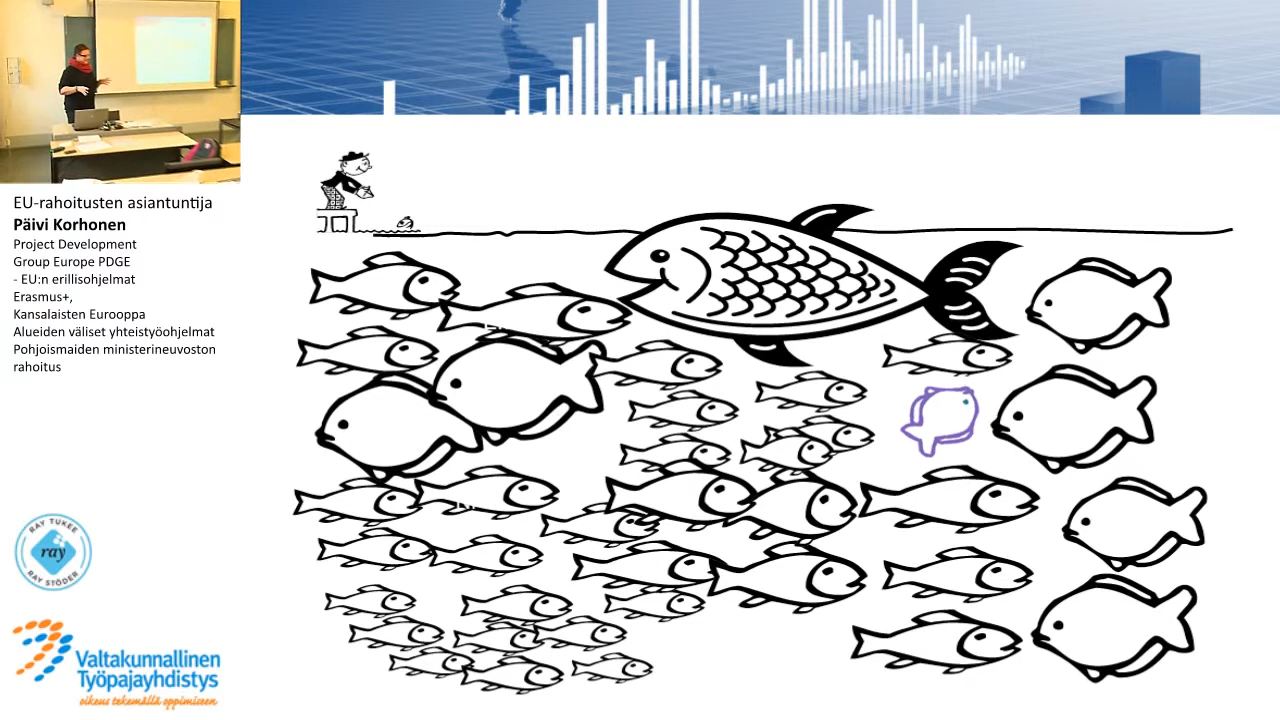 EU-rahoitusten asiantuntija
Päivi Korhonen
Project Development
Group Europe PDGE
- EU:n erillisohjelmat
Erasmus+,
Kansalaisten Eurooppa
Alueiden väliset yhteistyöohjelmat
Pohjoismaiden ministerineuvoston
rahoitus
RAY TUKEE
ray
RAY STÖDER
Valtakunnallinen
Työpajayhdistys
oikeus tekemällä oppimiseen